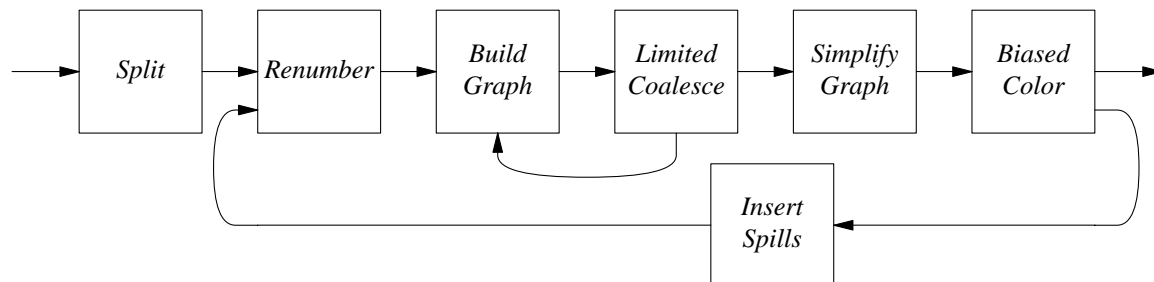 Split
Renumber
Build
Graph
Limited
Coalesce
Simplify
Graph
Biased
Color
Insert
Spills